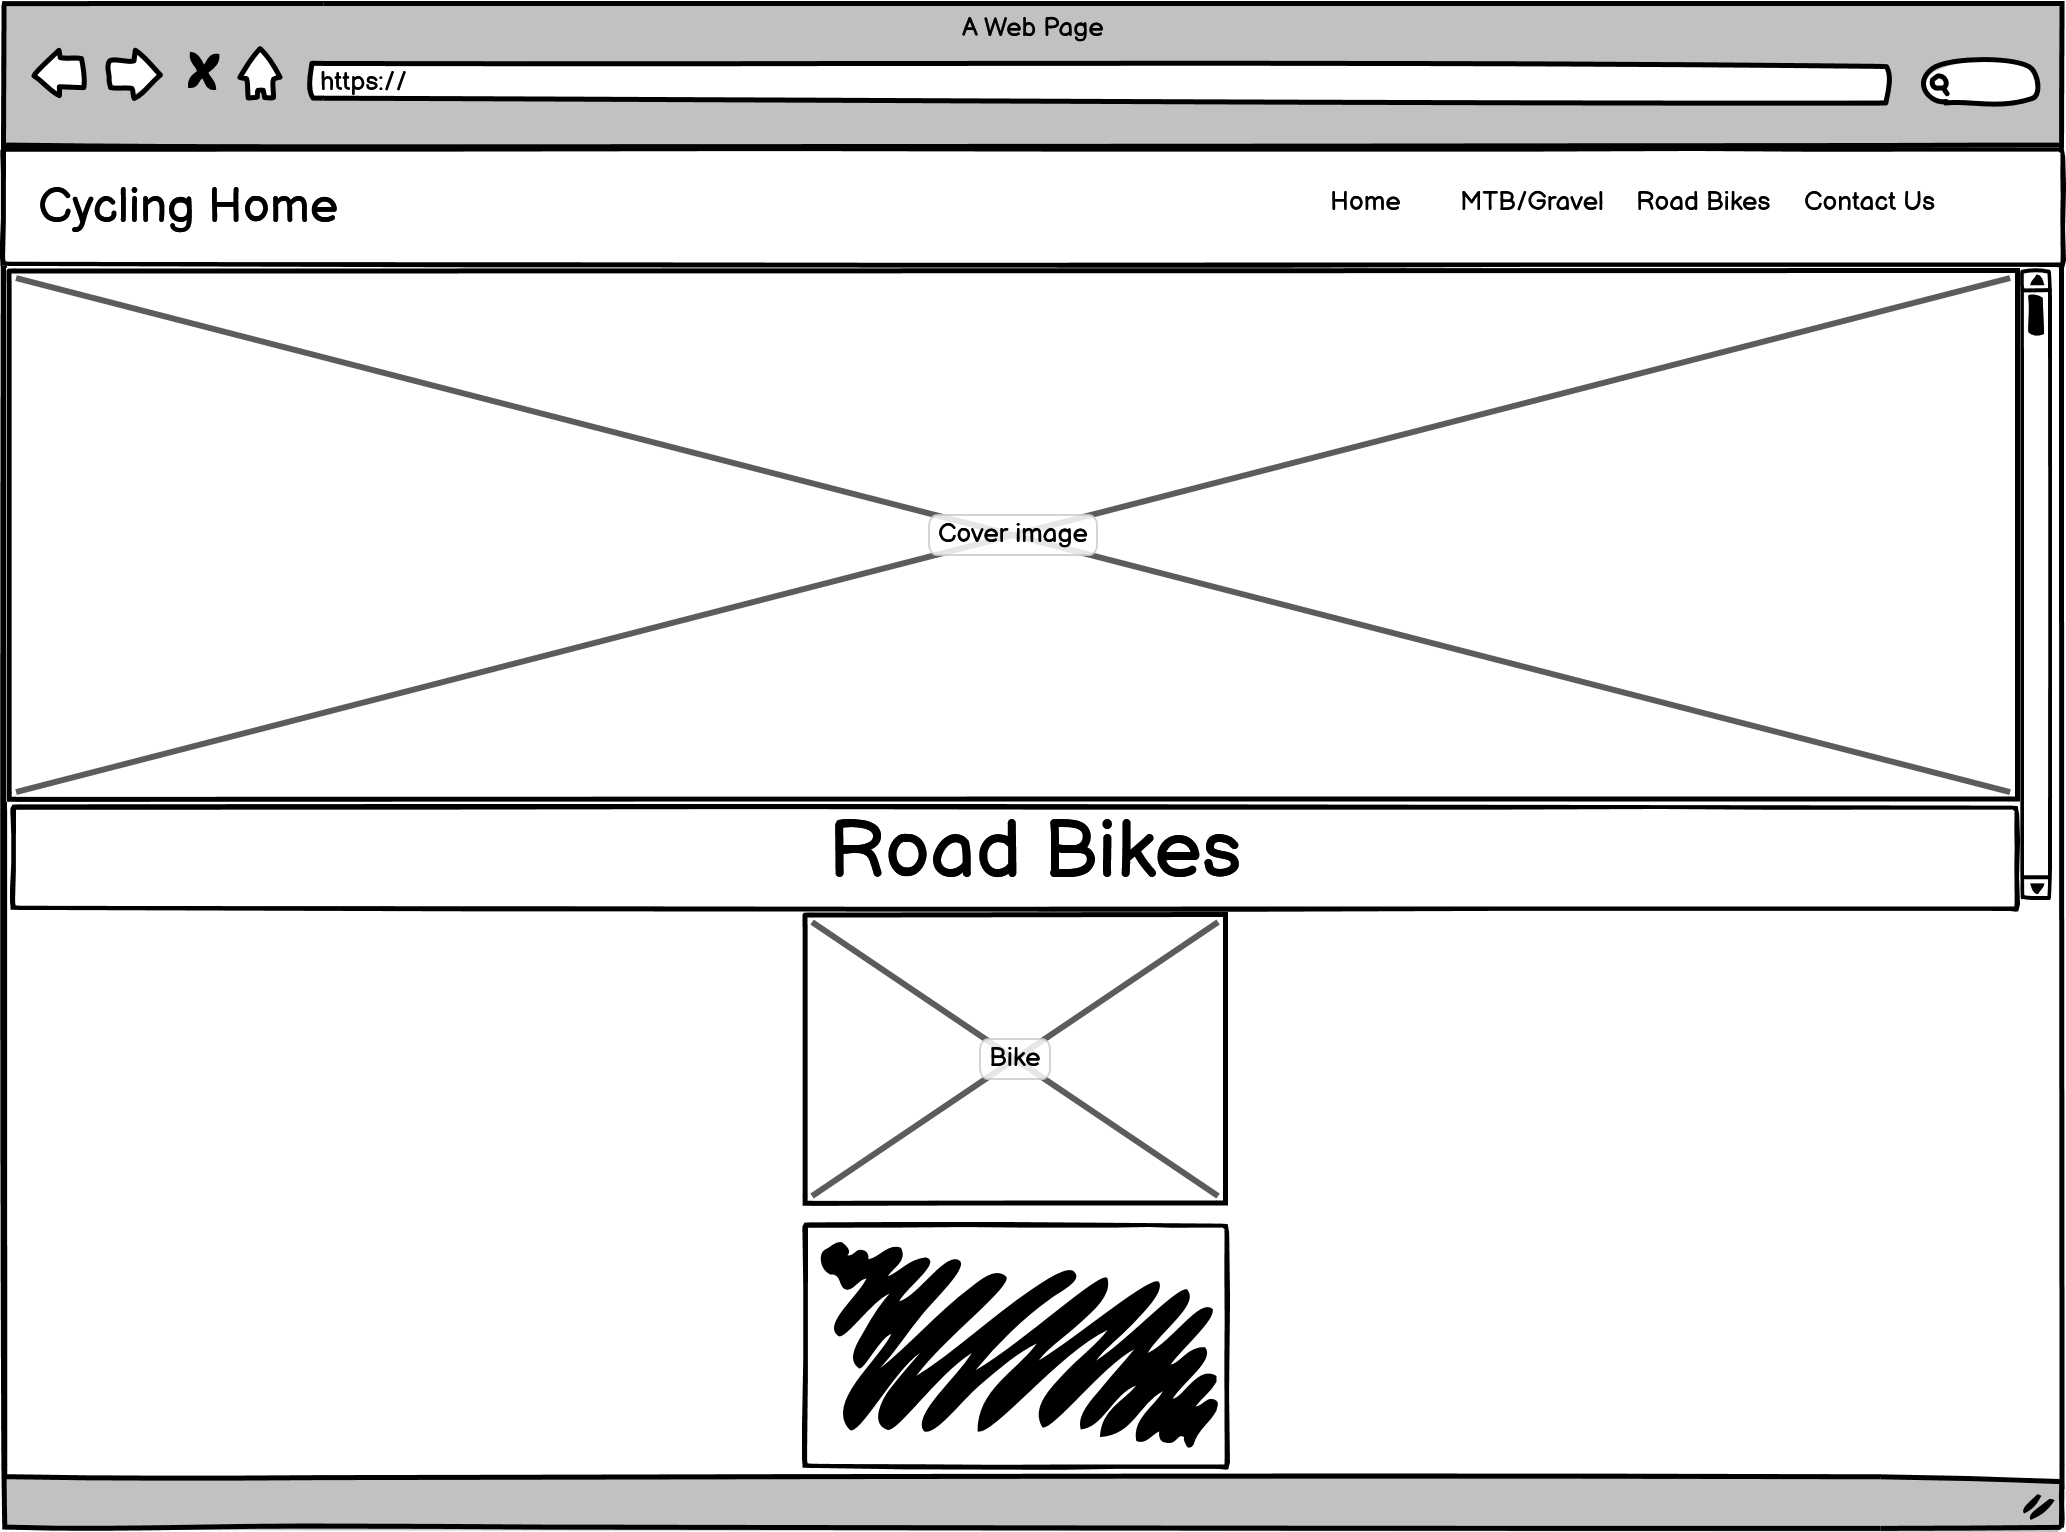 A Web Page
https://
Cycling Home
Home MTB/Gravel Road Bikes Contact Us
Cover image
Road Bikes
Bike